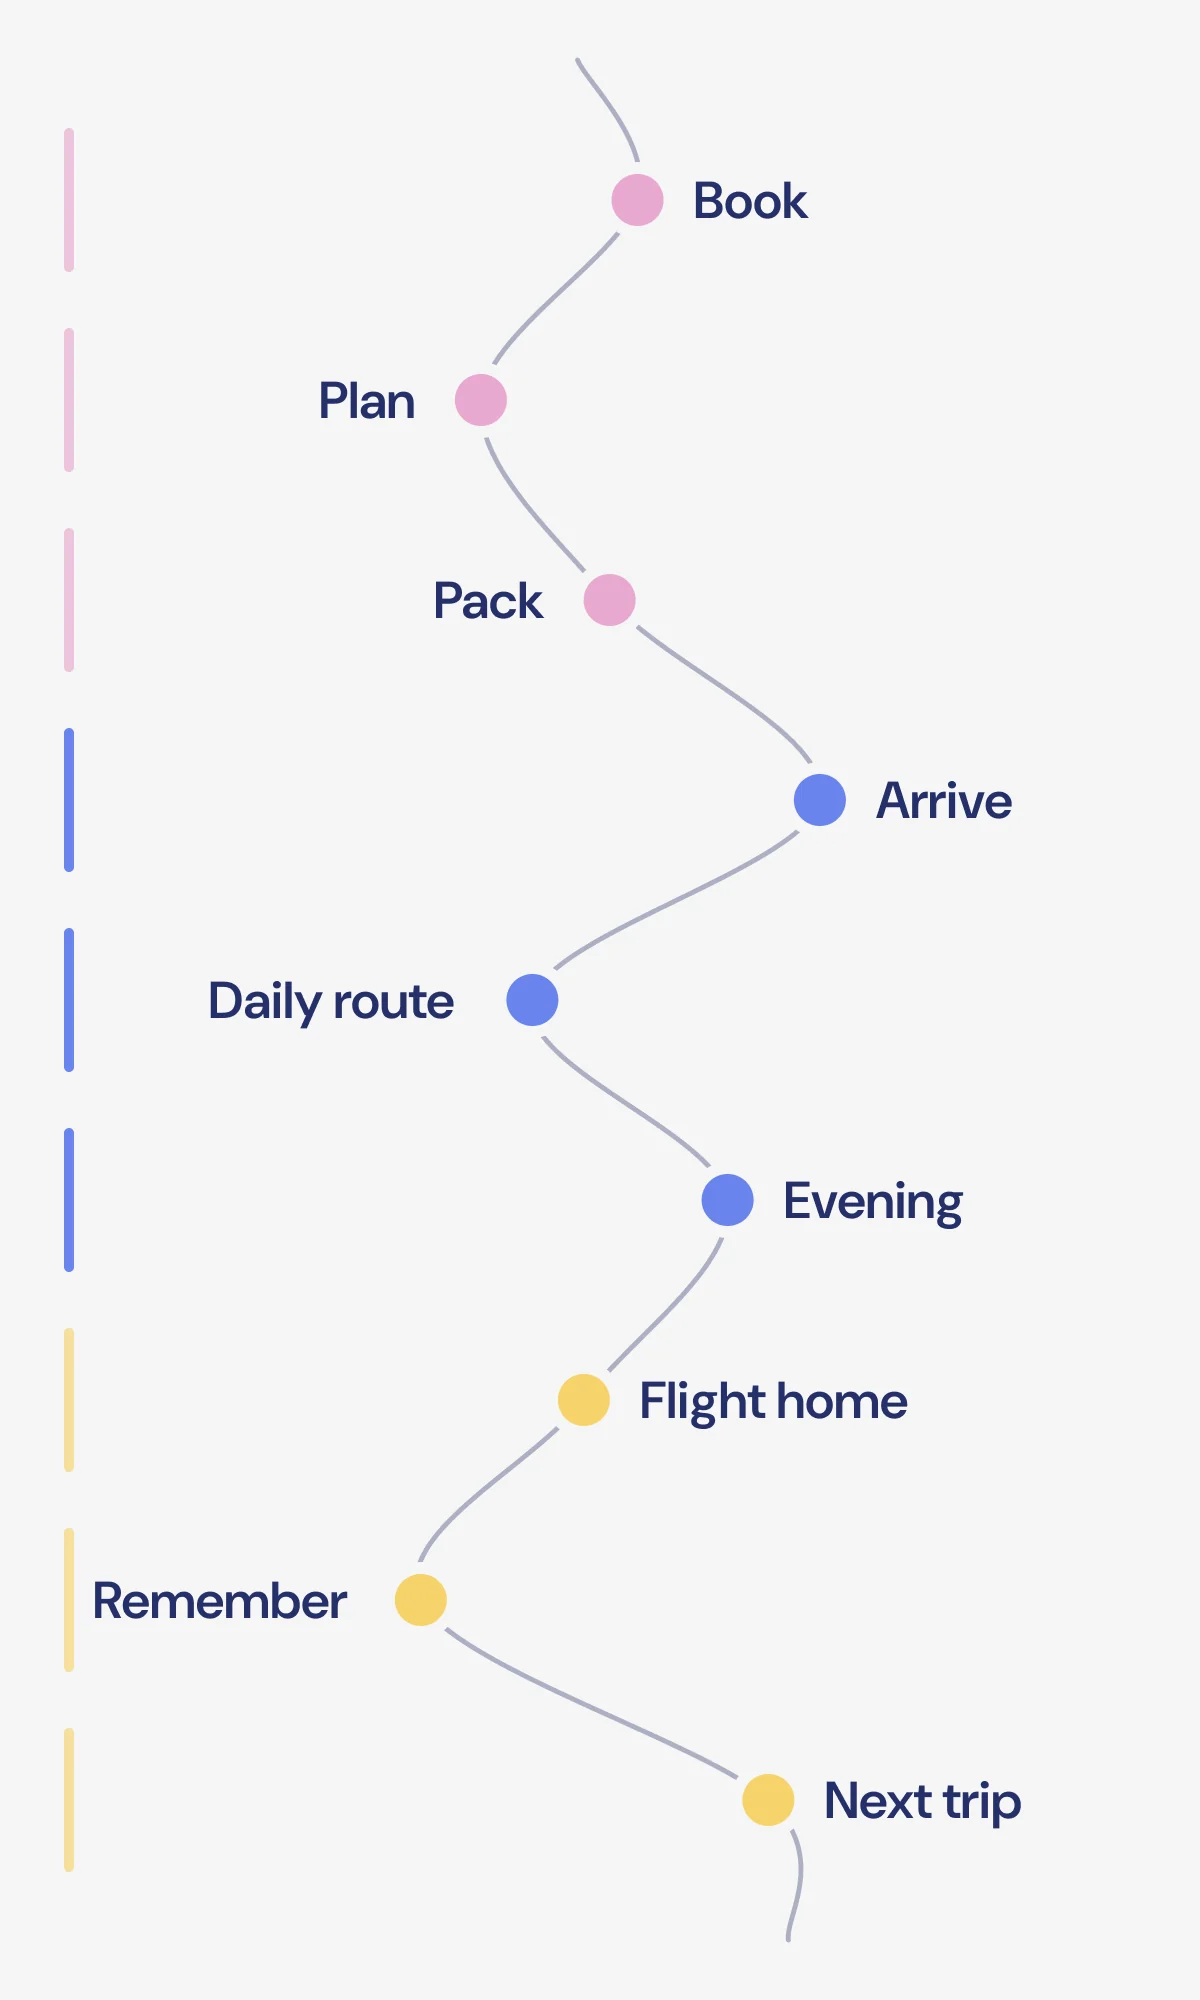 Book
Plan
Pack
Arrive
Daily route
Evening
Flight home
Remember
Next trip